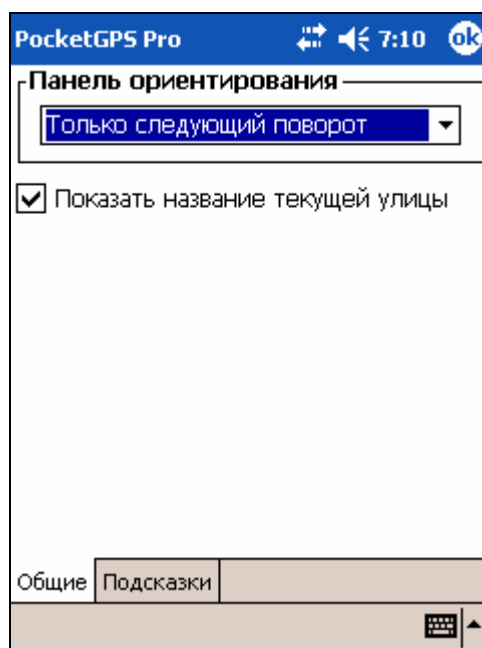 PocketGPS Pro 7:10 ok
Панель ориентирования
Только следующий поворот
Показать название текущей улицы
Общие Подсказки